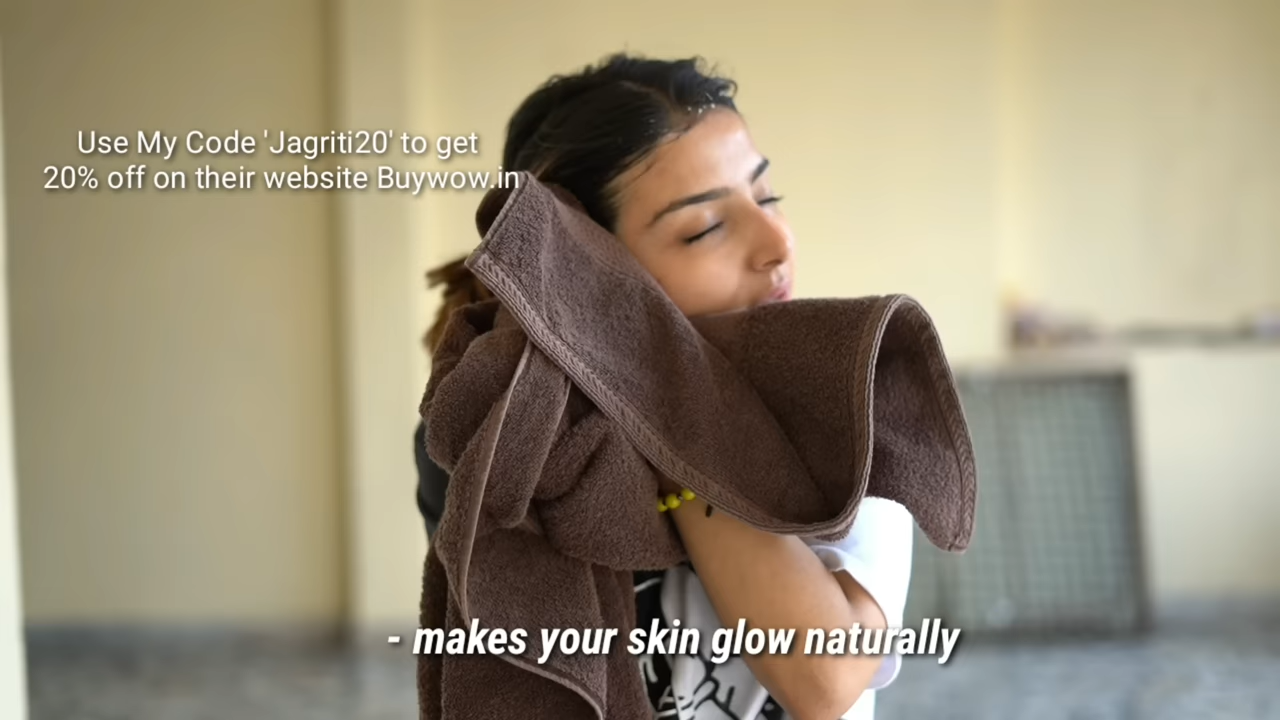 Use My Code 'Jagriti20' to get
20% off on their website Buywow.in
- makes your skin glow naturally